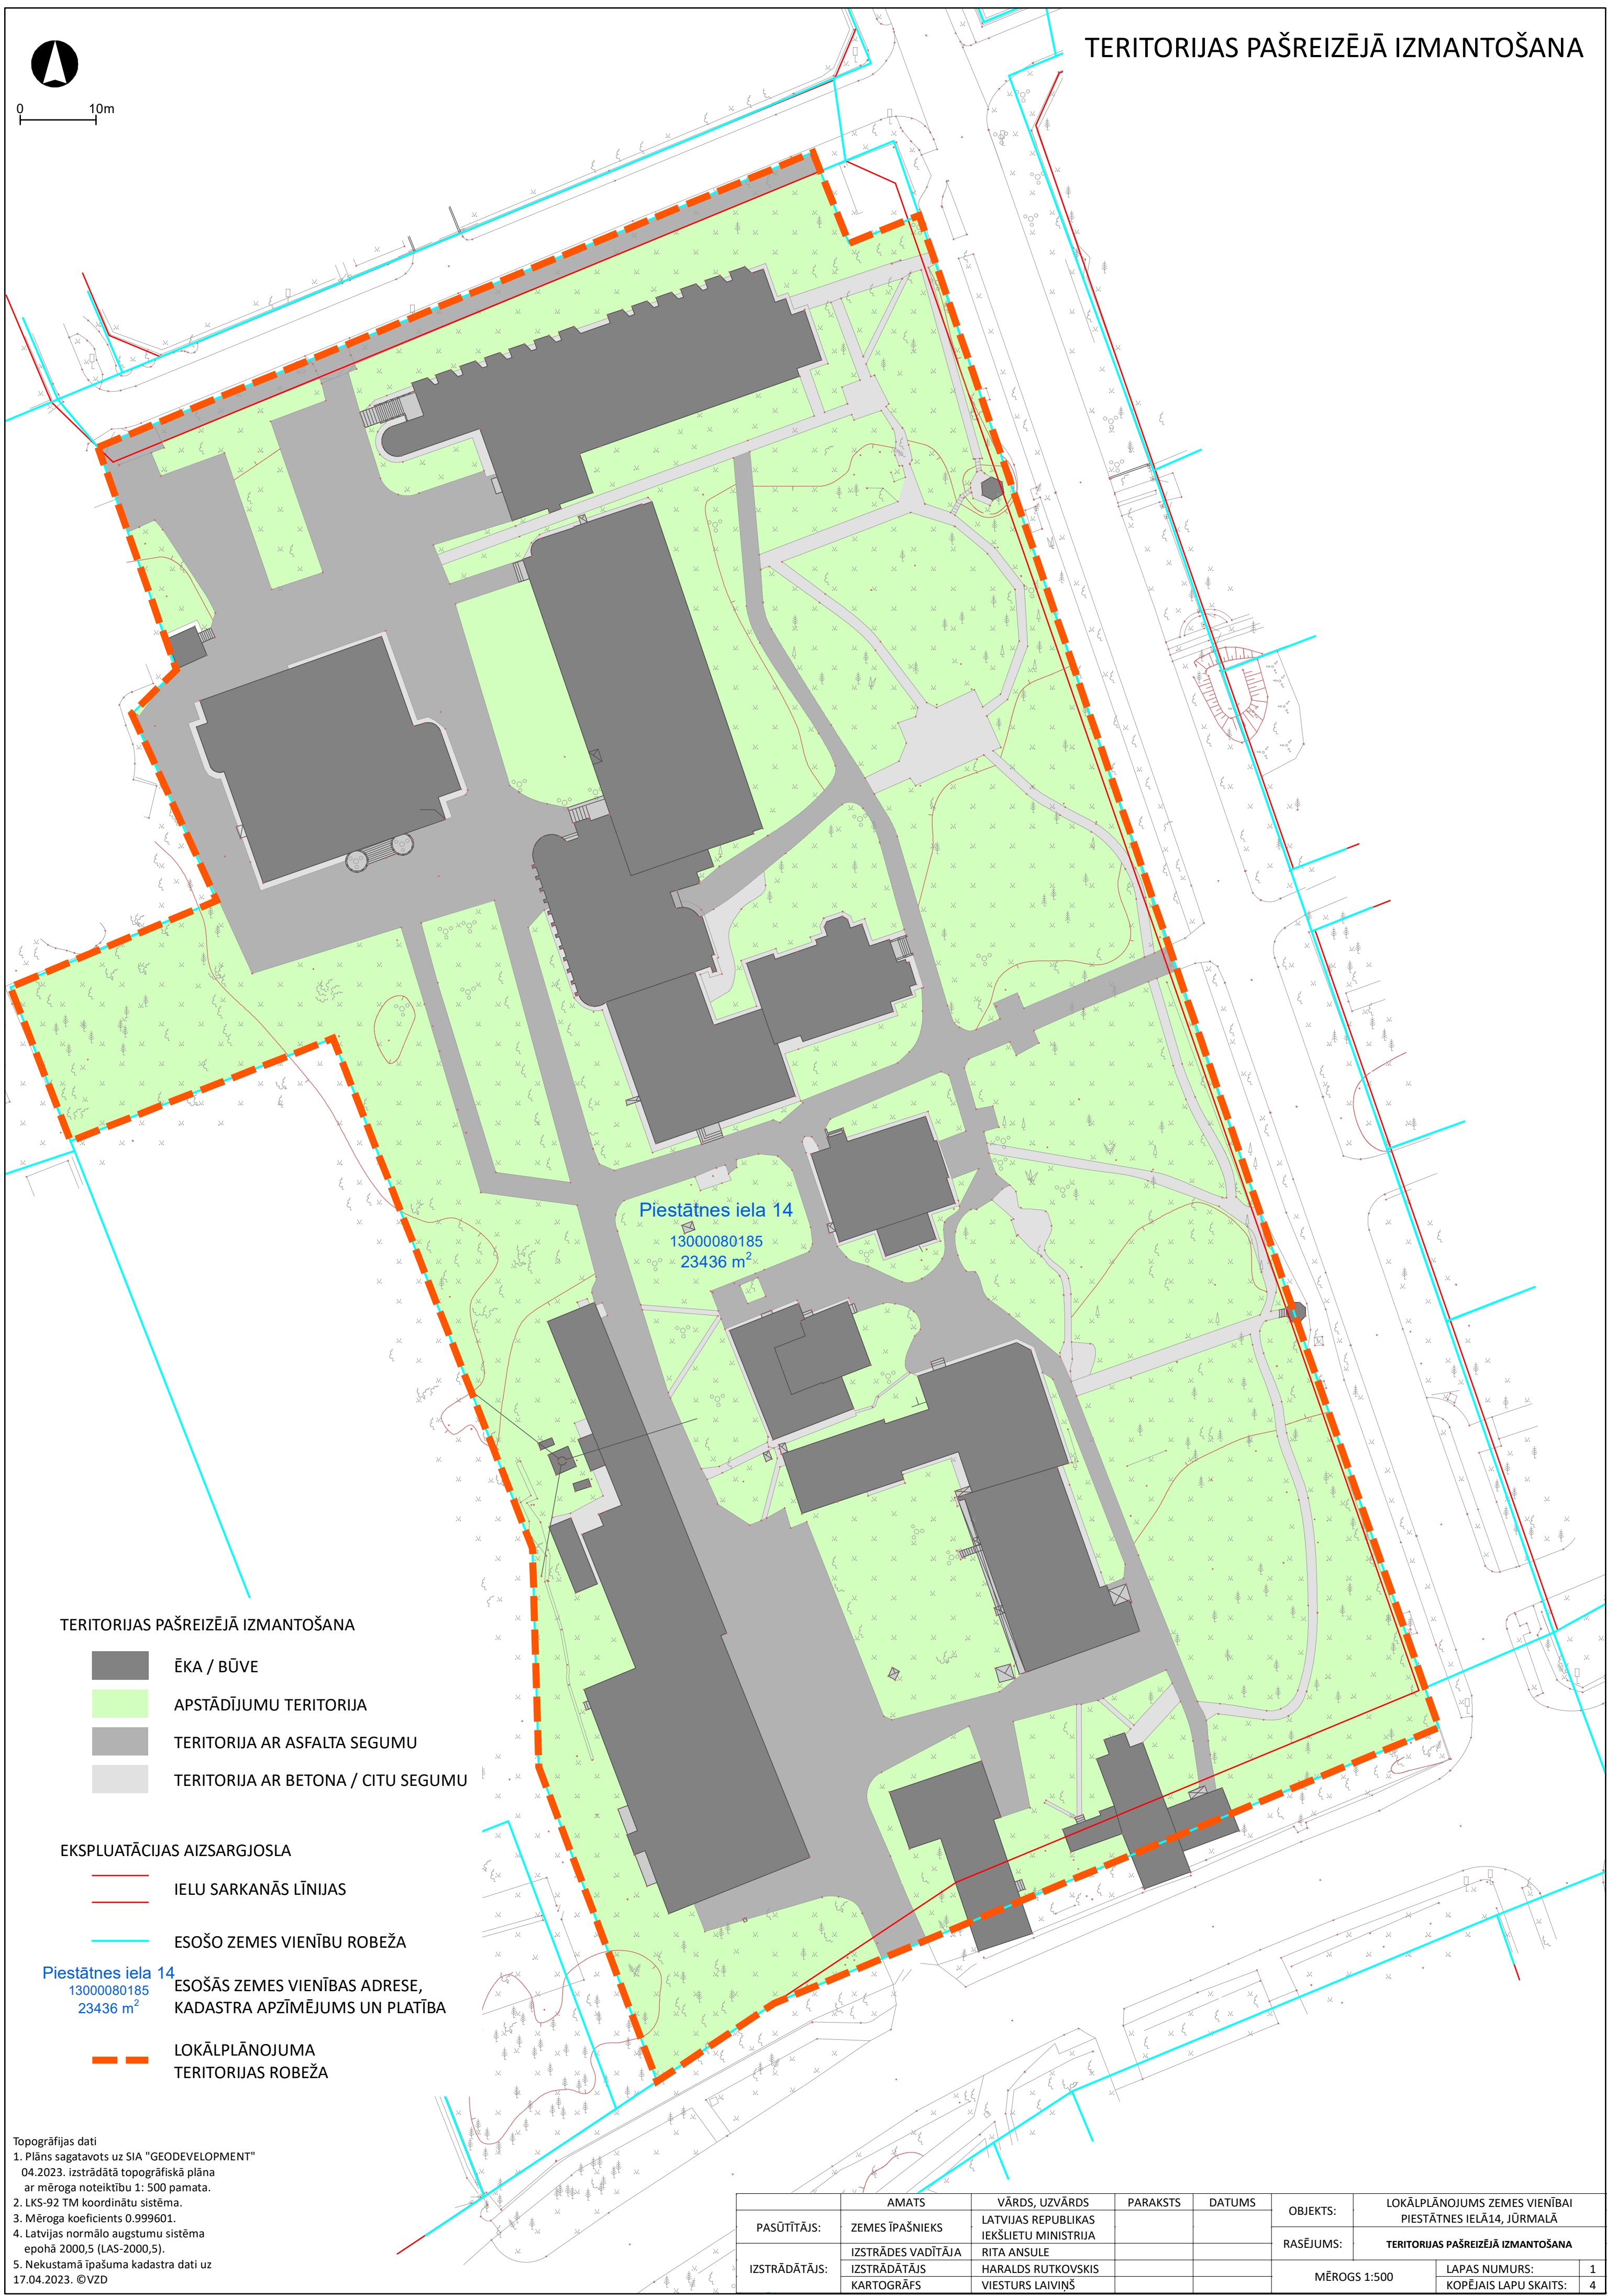 TERITORIJAS PAŠREIZĒJĀ IZMANTOŠANA
0 10m
Piestātnes iela 14
13000080185
23436 m²
TERITORIJAS PAŠREIZĒJĀ IZMANTOŠANA
ĒKA / BŪVE
APSTĀDĪJUMU TERITORIJA
TERITORIJA AR ASFALTA SEGUMU
TERITORIJA AR BETONA / CITU SEGUMU
EKSPLUATĀCIJAS AIZSARGJOSLA
IELU SARKANĀS LĪNIJAS
ESOŠO ZEMES VIENĪBU ROBEŽA
Piestātnes iela 14
13000080185
23436 m²
ESOŠĀS ZEMES VIENĪBAS ADRESE,
KADASTRA APZĪMĒJUMS UN PLATĪBA
LOKĀLPLĀNOJUMA
TERITORIJAS ROBEŽA
Topogrāfijas dati
1. Plāns sagatavots uz SIA "GEODEVELOPMENT"
04.2023. izstrādātā topogrāfiskā plāna
ar mēroga noteiktību 1: 500 pamata.
2. LKS-92 TM koordinātu sistēma.
3. Mēroga koeficients 0.999601.
4. Latvijas normālo augstumu sistēma
epohā 2000,5 (LAS-2000,5).
5. Nekustamā īpašuma kadastra dati uz
17.04.2023. ©VZD
AMATS VĀRDS, UZVĀRDS PARAKSTS DATUMS
PASŪTĪTĀJS: ZEMES ĪPAŠNIEKS LATVIJAS REPUBLIKAS
IEKŠLIETU MINISTRIJA
IZSTRĀDĀTĀJS: IZSTRĀDES VADĪTĀJA RITA ANSULE
IZSTRĀDĀTĀJS HARALDS RUTKOVSKIS
KARTOGRĀFS VIESTURS LAIVIŅŠ
OBJEKTS: LOKĀLPLĀNOJUMS ZEMES VIENĪBAI
PIESTĀTNES IELĀ14, JŪRMALĀ
RASĒJUMS: TERITORIJAS PAŠREIZĒJĀ IZMANTOŠANA
MĒROGS 1:500
LAPAS NUMURS: 1
KOPĒJAIS LAPU SKAITS: 4